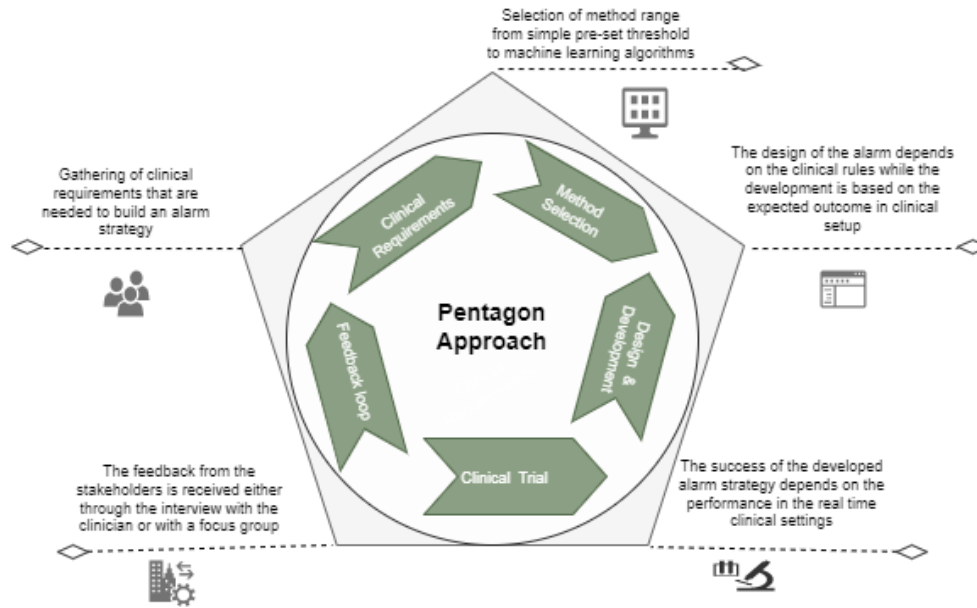 Selection of method range
from simple pre-set threshold
to machine learning algorithms
Gathering of clinical
requirements that are
needed to build an alarm
strategy
The design of the alarm depends
on the clinical rules while the
development is based on the
expected outcome in clinical
setup
Clinical
Requirements
Method
Selection
Pentagon
Approach
Feedback loop
Design &
Development
Clinical Trial
The feedback from the
stakeholders is received either
through the interview with the
clinician or with a focus group
The success of the developed
alarm strategy depends on the
performance in the real time
clinical settings